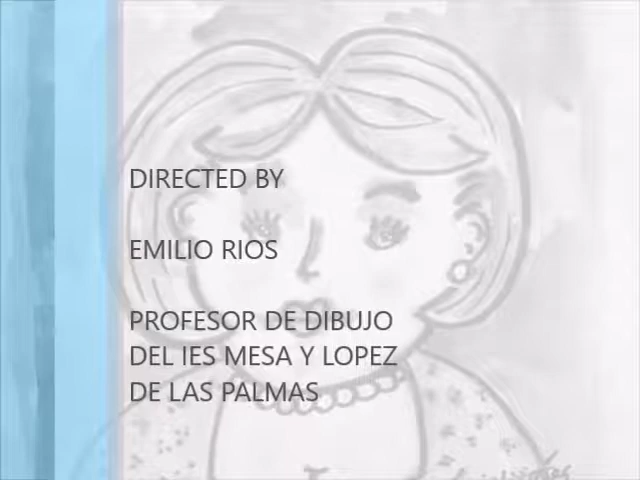 DIRECTED BY
EMILIO RIOS
PROFESOR DE DIBUJO
DEL IES MESA Y LOPEZ
DE LAS PALMAS